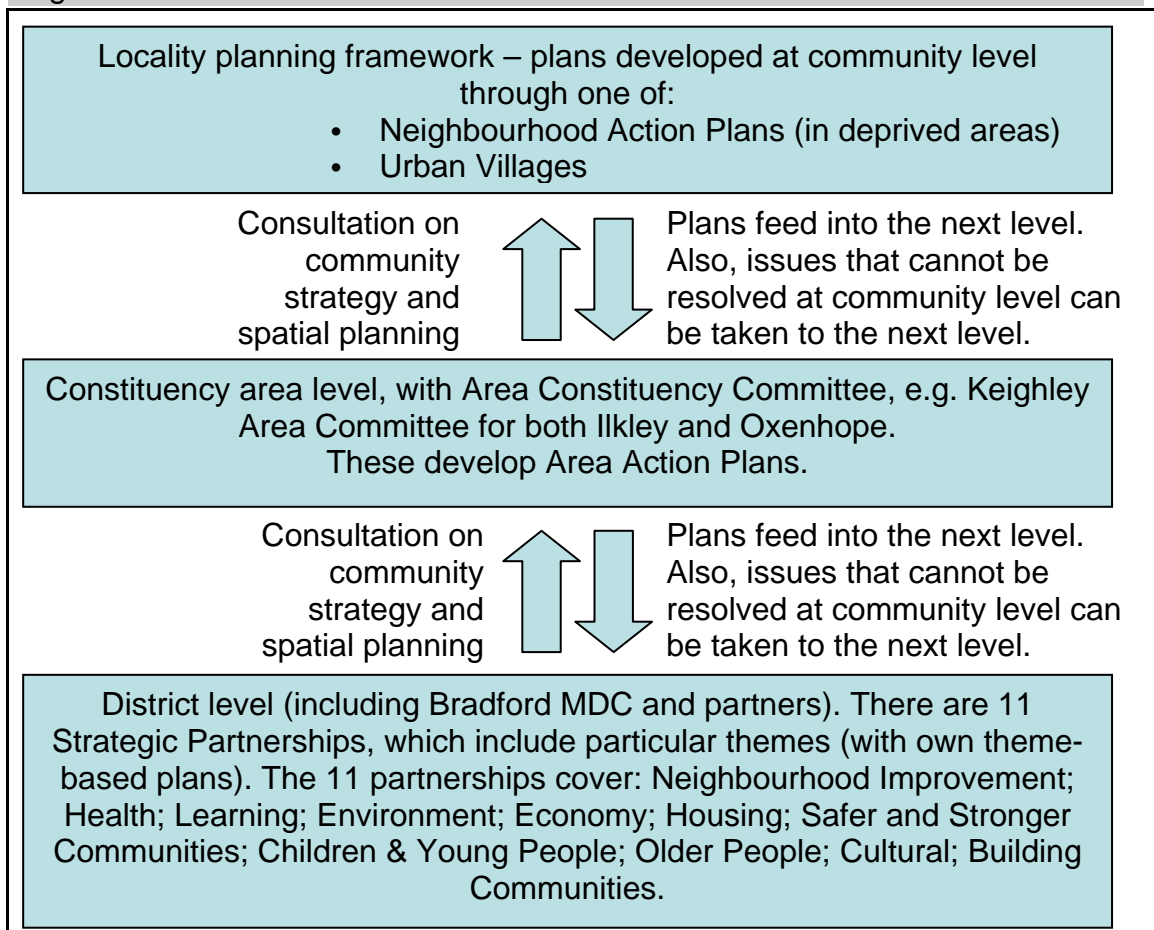 Locality planning framework – plans developed at community level
through one of:
• Neighbourhood Action Plans (in deprived areas)
• Urban Villages
Consultation on
community
strategy and
spatial planning
Plans feed into the next level.
Also, issues that cannot be
resolved at community level can
be taken to the next level.
Constituency area level, with Area Constituency Committee, e.g. Keighley
Area Committee for both Ilkley and Oxenhope.
These develop Area Action Plans.
Consultation on
community
strategy and
spatial planning
Plans feed into the next level.
Also, issues that cannot be
resolved at community level can
be taken to the next level.
District level (including Bradford MDC and partners). There are 11
Strategic Partnerships, which include particular themes (with own theme-
based plans). The 11 partnerships cover: Neighbourhood Improvement;
Health; Learning; Environment; Economy; Housing; Safer and Stronger
Communities; Children & Young People; Older People; Cultural; Building
Communities.